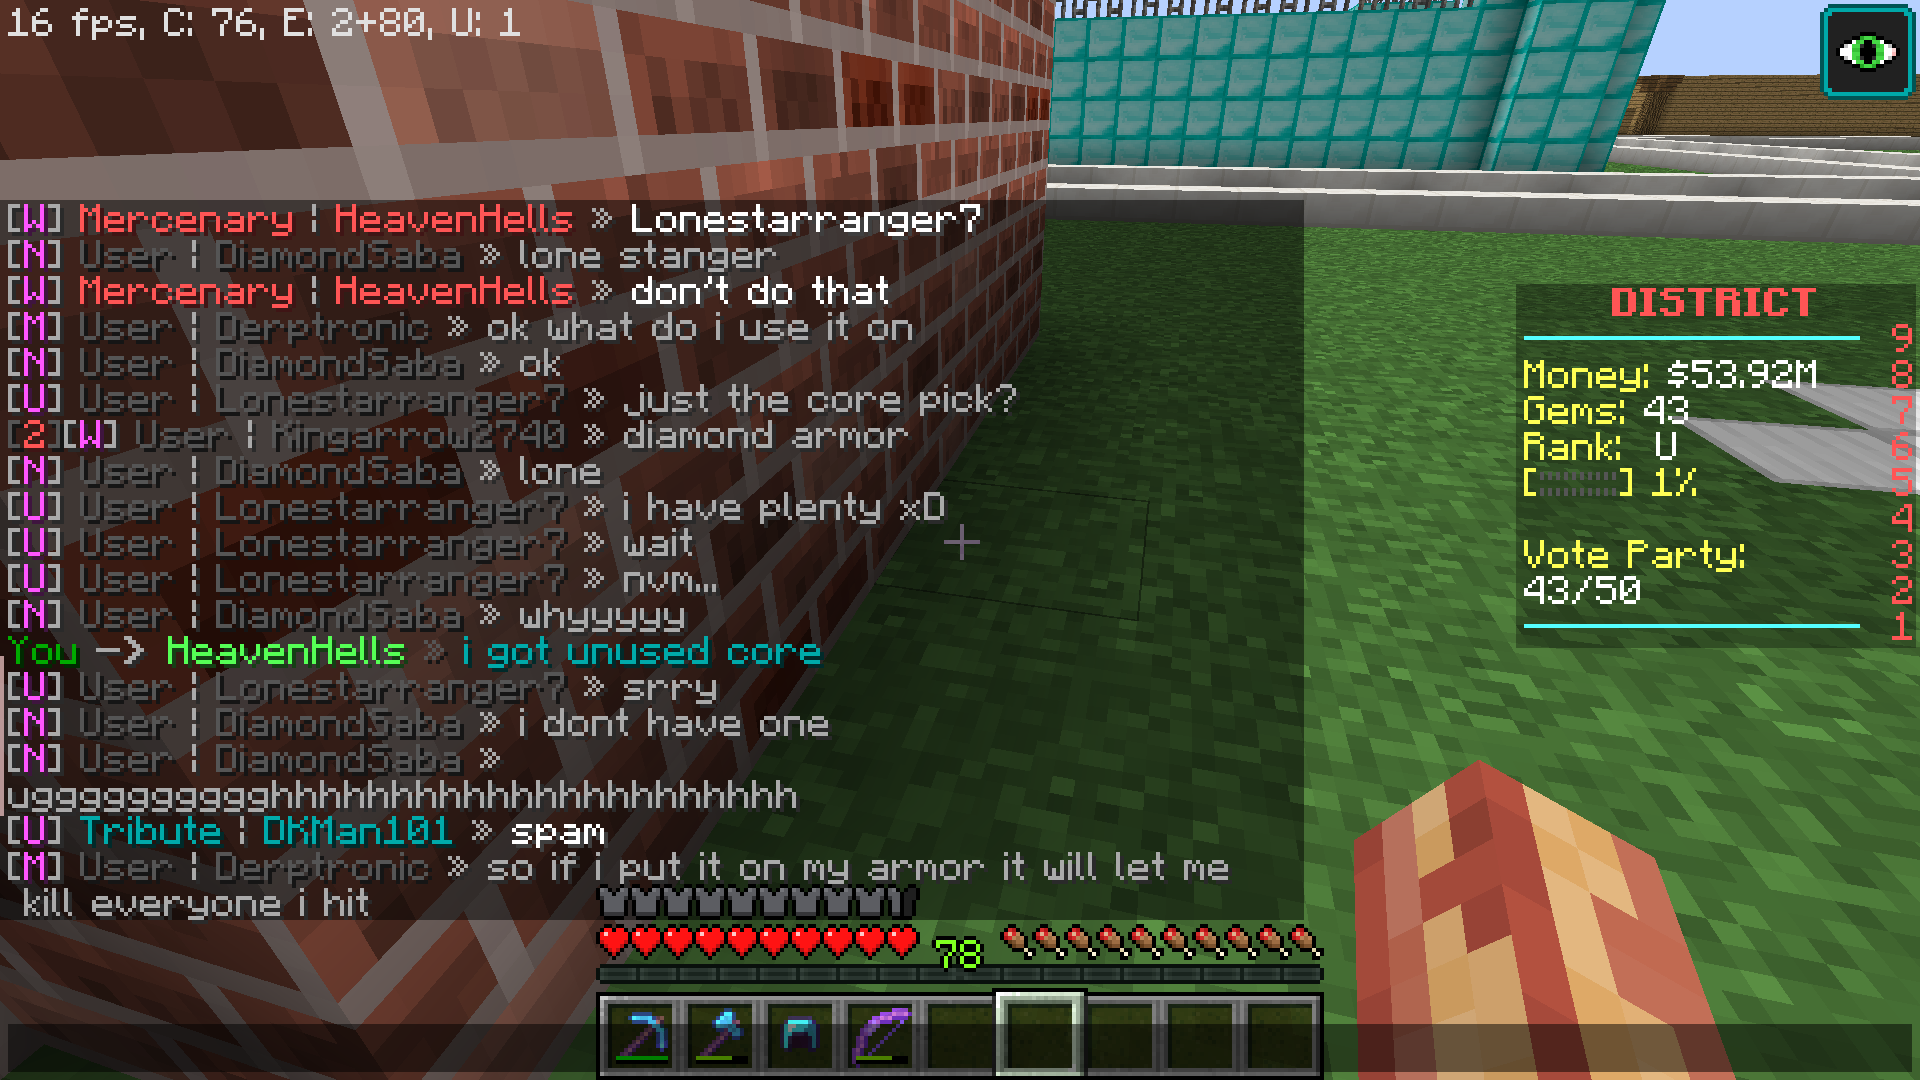 16 fps, C: 76, E: 2+80, U: 1
[W] Mercenary ¦ HeavenHells » Lonestarranger7
[N] User ¦ DiamondSaba » lone stanger
[W] Mercenary ¦ HeavenHells » don't do that
[M] User ¦ Derptronic » ok what do i use it on
[N] User ¦ DiamondSaba » ok
[U] User ¦ Lonestarranger7 » just the core pick?
[2][W] User ¦ Kingarrow2740 » diamond armor
[N] User ¦ DiamondSaba » lone
[U] User ¦ Lonestarranger7 » i have plenty xD
[U] User ¦ Lonestarranger7 » wait
[U] User ¦ Lonestarranger7 » nvm...
[N] User ¦ DiamondSaba » whyyyyy
You -> HeavenHells » i got unused core
[U] User ¦ Lonestarranger7 » srry
[N] User ¦ DiamondSaba » i dont have one
[N] User ¦ DiamondSaba »
uggggggggggghhhhhhhhhhhhhhhhhhhhhh
[U] Tribute ¦ DKMan101 » spam
[M] User ¦ Derptronic » so if i put it on my armor it will let me
kill everyone i hit
78
DISTRICT
9
Money: $53.92M 8
Gems: 43 7
Rank: U 6
[::::::::::] 1% 5
4
Vote Party: 3
43/50 2
1